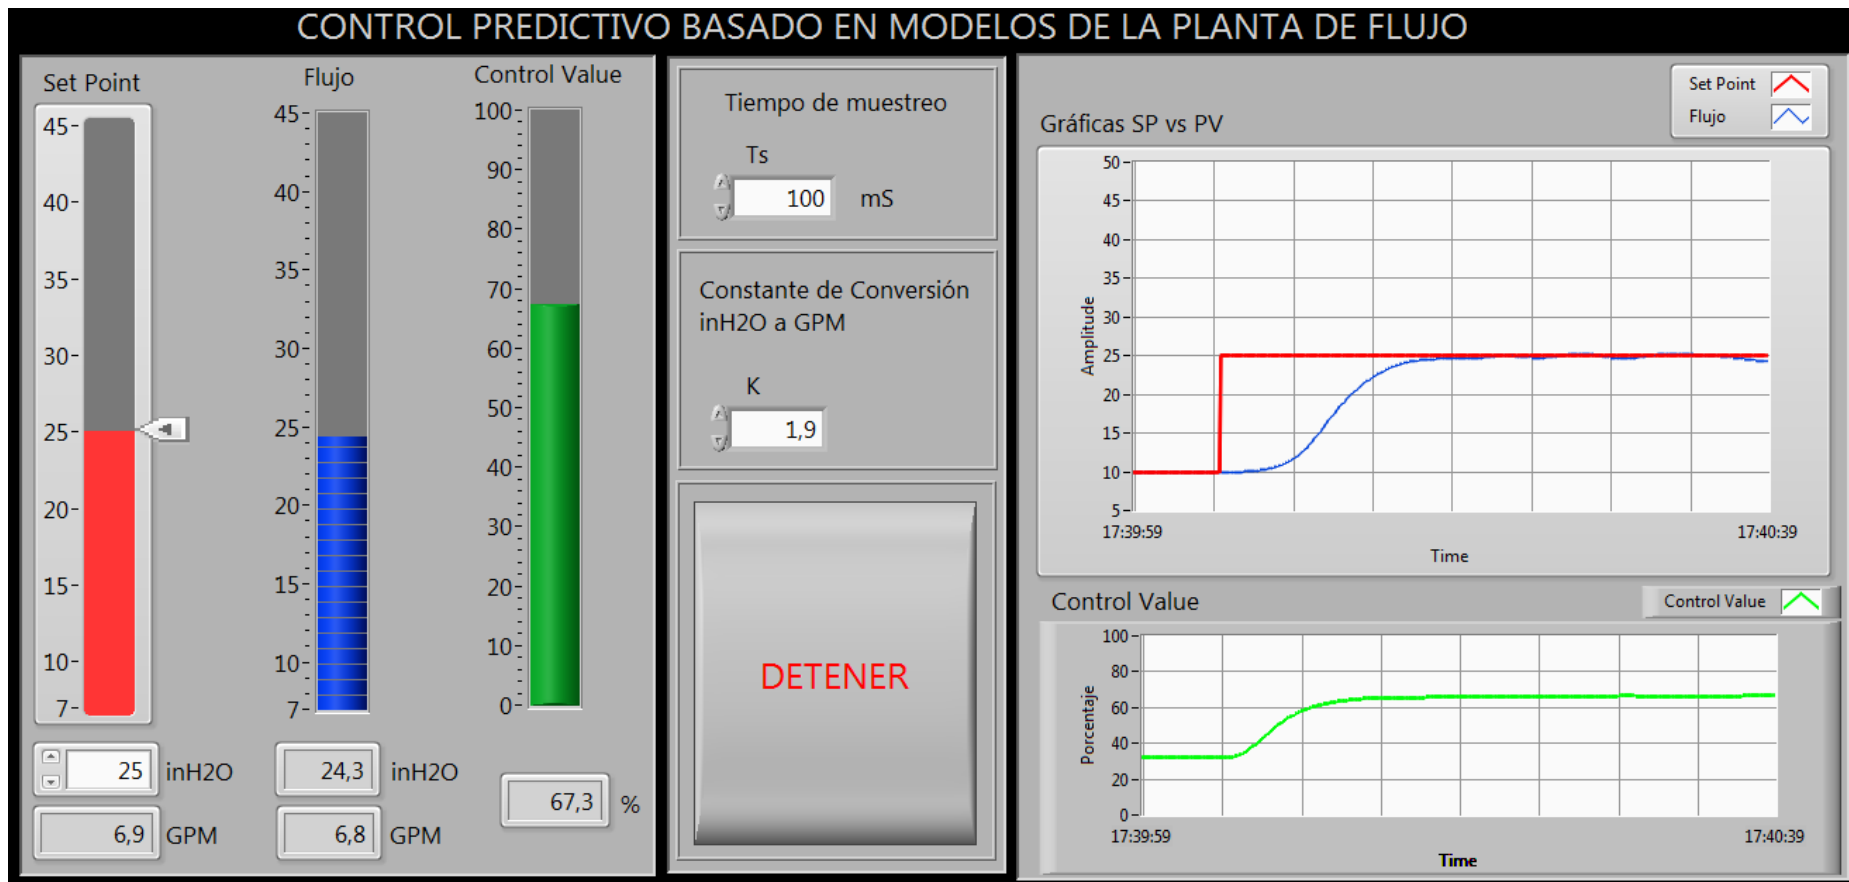 CONTROL PREDICTIVO BASADO EN MODELOS DE LA PLANTA DE FLUJO
Set Point
45
40
35
30
25
20
15
10
7
25 inH2O
6,9 GPM
Flujo
45
40
35
30
25
20
15
10
7
24,3 inH2O
6,8 GPM
Control Value
100
90
80
70
60
50
40
30
20
10
0
67,3 %
Tiempo de muestreo
Ts
100 mS
Constante de Conversión
inH2O a GPM
K
1,9
DETENER
Set Point
Flujo
Gráficas SP vs PV
50
45
40
35
30
25
20
15
10
5
Amplitude
17:39:59 17:40:39
Time
Control Value
Control Value
100
80
60
40
20
0
Porcentaje
17:39:59 17:40:39
Time